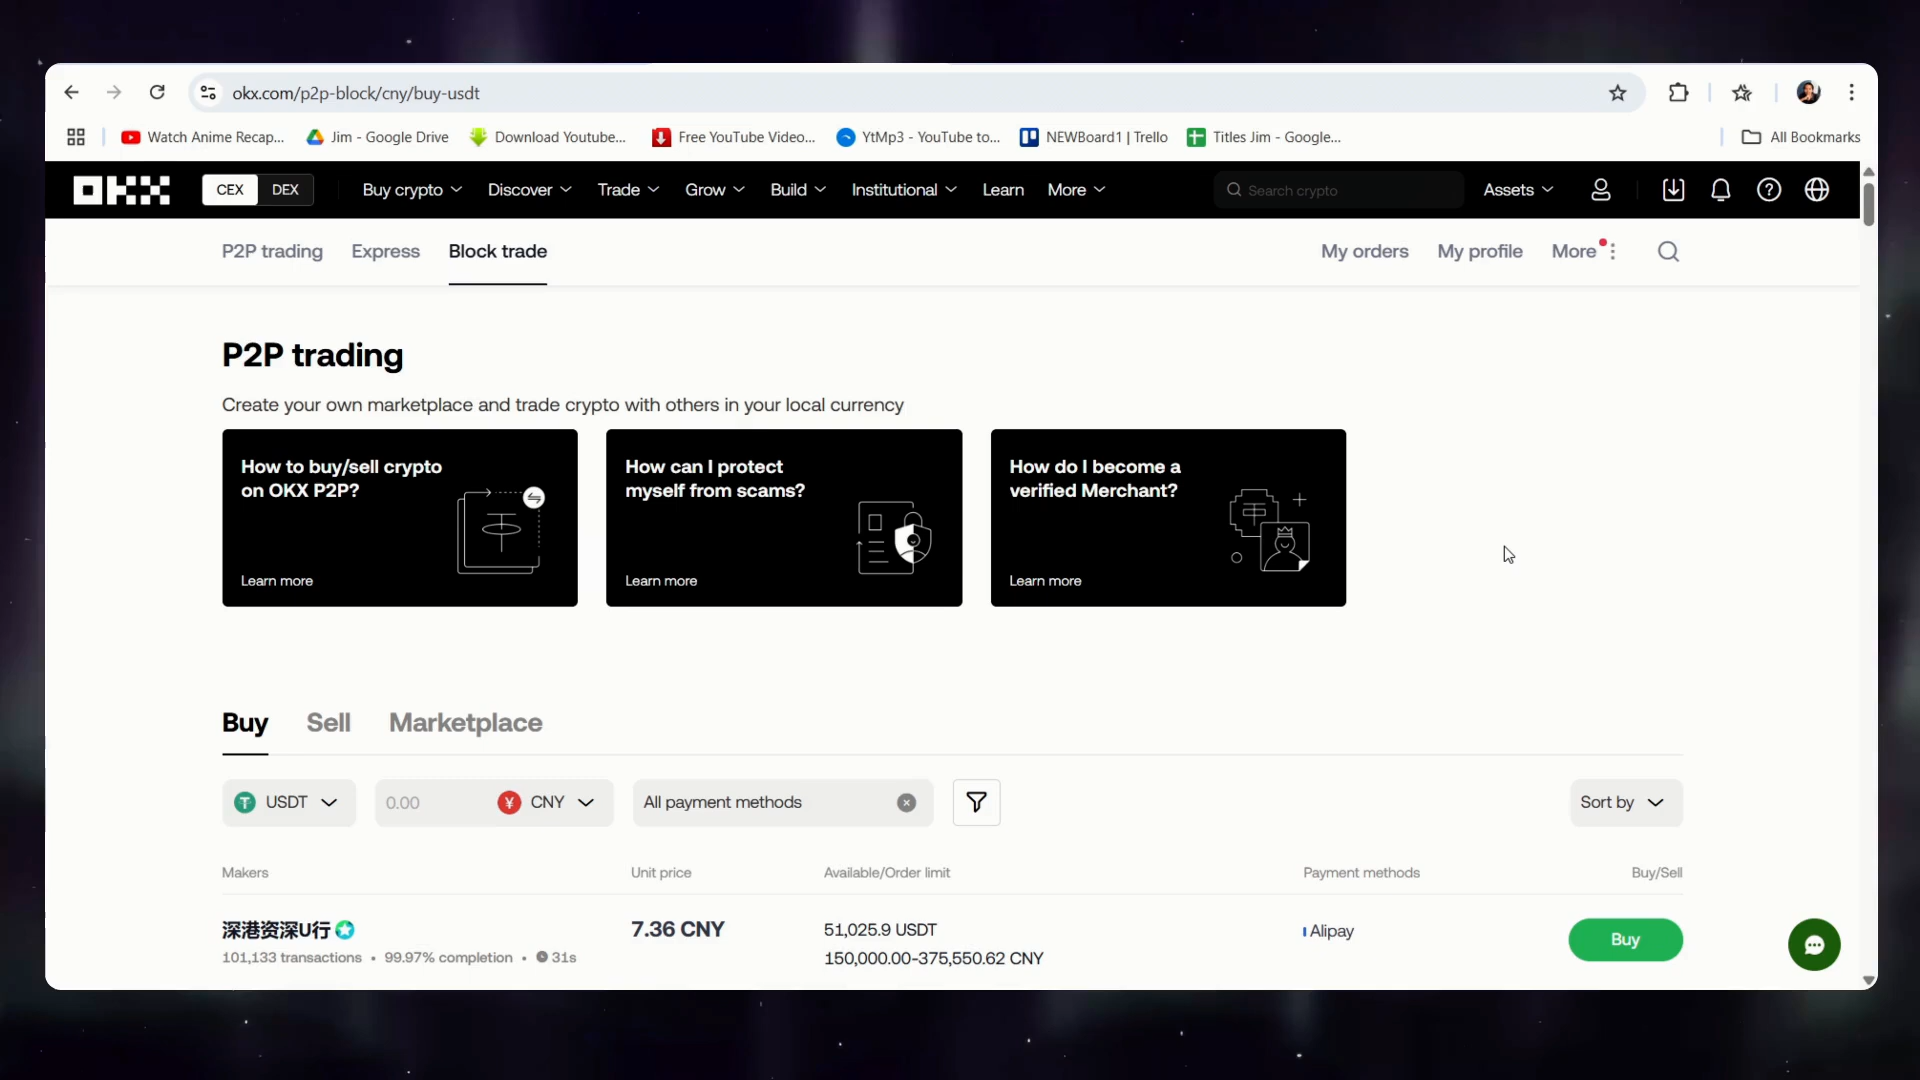 okx.com/p2p-block/cny/buy-usdt
Watch Anime Recap... Jim - Google Drive Download Youtube... Free YouTube Video... YtMp3 - YouTube to... NEWBoard1 | Trello Titles Jim - Google... All Bookmarks
OKX CEX DEX Buy crypto Discover Trade Grow Build Institutional Learn More Search crypto Assets
P2P trading Express Block trade My orders My profile More
P2P trading
Create your own marketplace and trade crypto with others in your local currency
How to buy/sell crypto
on OKX P2P?
Learn more
How can I protect
myself from scams?
Learn more
How do I become a
verified Merchant?
Learn more
Buy Sell Marketplace
USDT 0.00 ¥ CNY All payment methods Sort by
Makers Unit price Available/Order limit Payment methods Buy/Sell
深港资深U行 7.36 CNY 51,025.9 USDT Alipay Buy
101,133 transactions • 99.97% completion • 31s 150,000.00-375,550.62 CNY